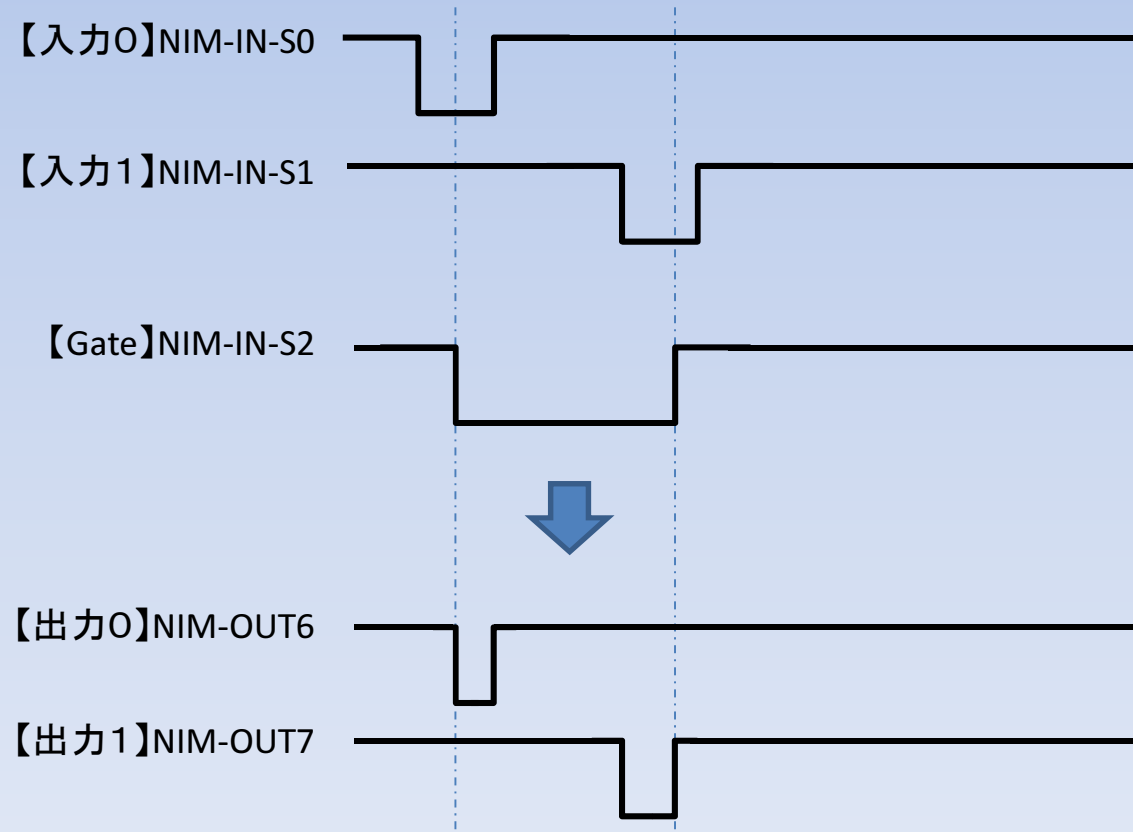 【入力0】NIM-IN-S0
【入力１】NIM-IN-S1
【Gate】NIM-IN-S2
【出力0】NIM-OUT6
【出力１】NIM-OUT7